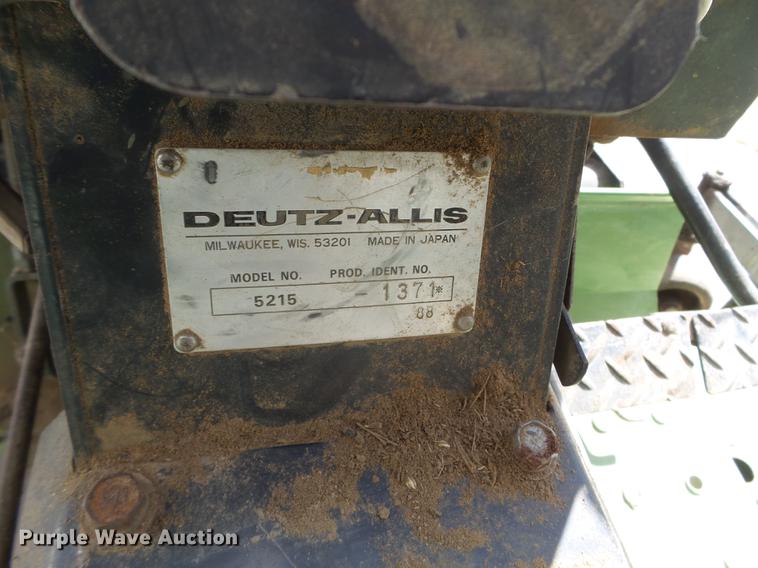 DEUTZ-ALLIS
MILWAUKEE, WIS. 53201 MADE IN JAPAN
MODEL NO. PROD. IDENT. NO.
5215 -1371*
88
Purple Wave Auction